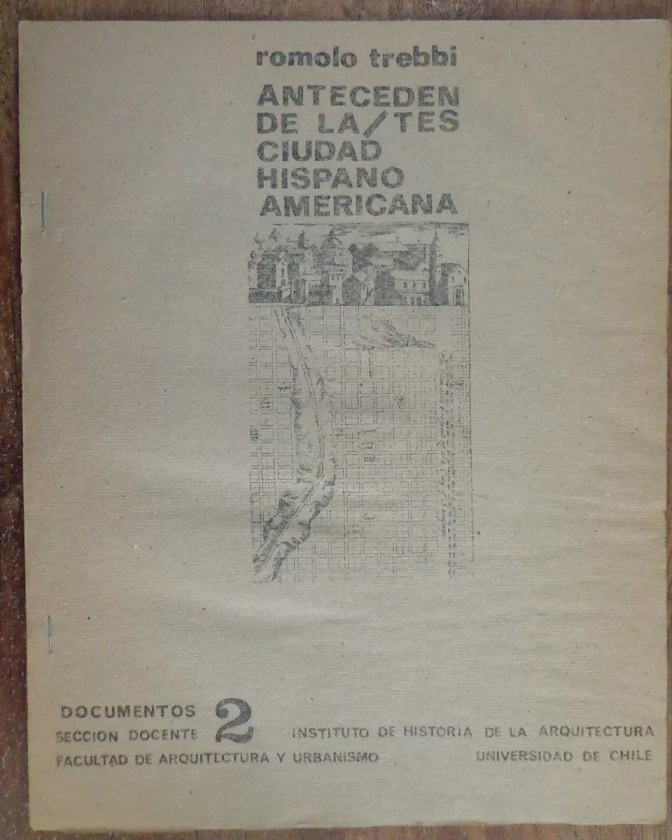 romolo trebbi
ANTECEDEN
DE LA/TES
CIUDAD
HISPANO
AMERICANA
DOCUMENTOS
SECCION DOCENTE 2 INSTITUTO DE HISTORIA DE LA ARQUITECTURA
FACULTAD DE ARQUITECTURA Y URBANISMO UNIVERSIDAD DE CHILE